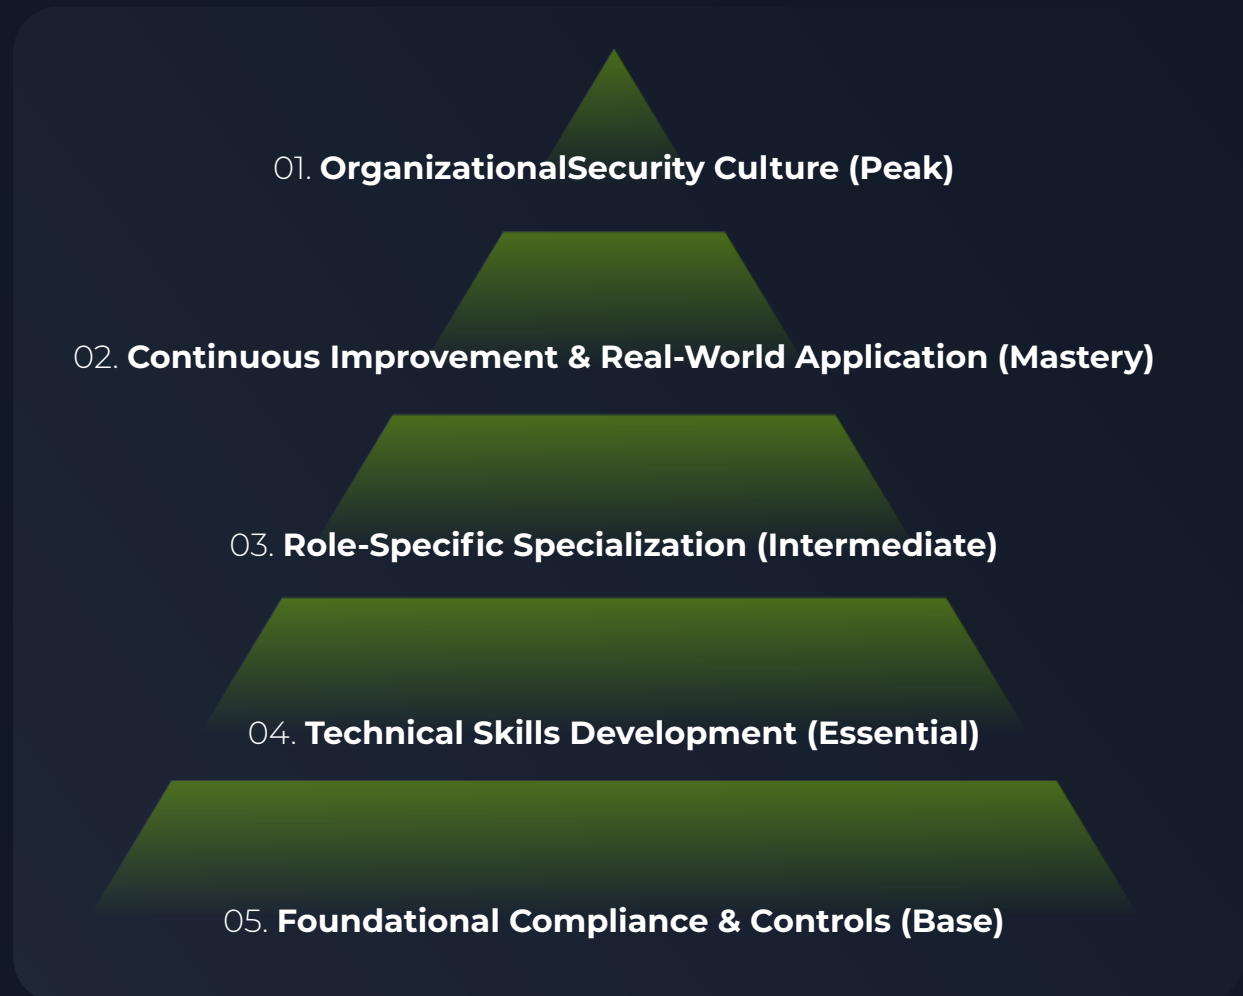 01. OrganizationalSecurity Culture (Peak)
02. Continuous Improvement & Real-World Application (Mastery)
03. Role-Specific Specialization (Intermediate)
04. Technical Skills Development (Essential)
05. Foundational Compliance & Controls (Base)